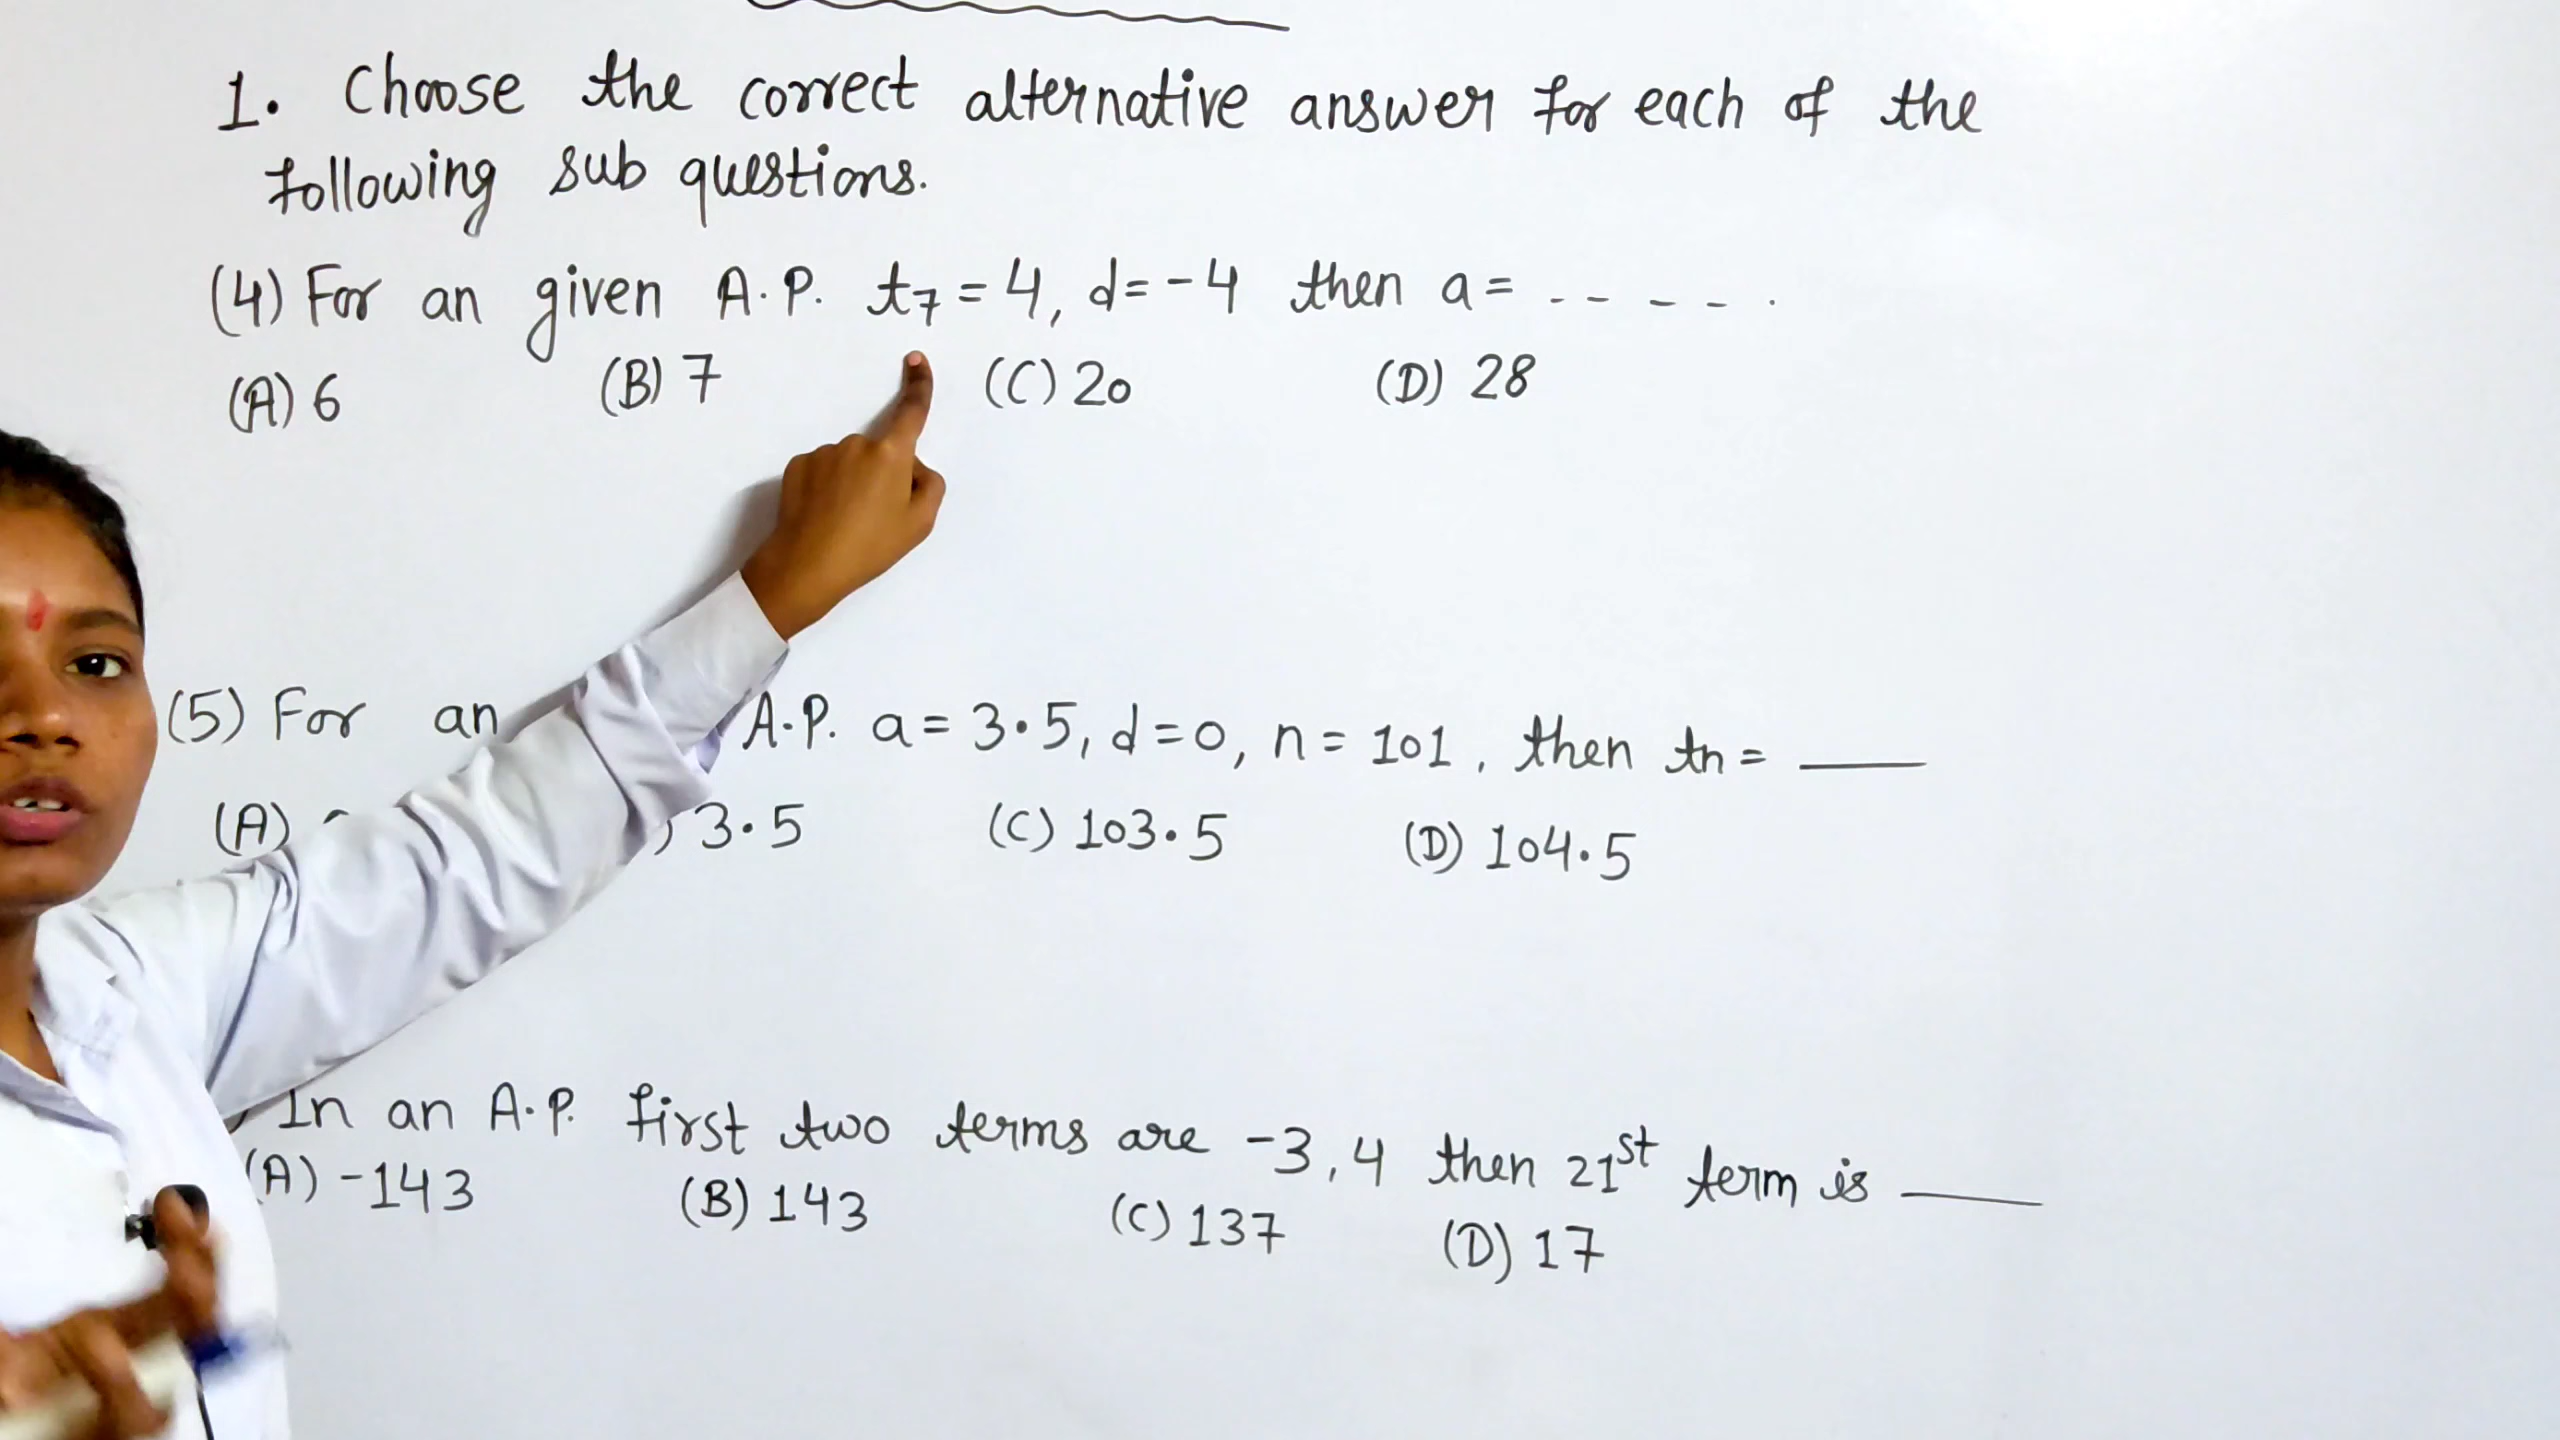 1. Choose the correct alternative answer for each of the
following sub questions.
(4) For an given A.P. t7 = 4, d = -4 then a = - - - - .
(A) 6 (B) 7 (C) 20 (D) 28
(5) For an A.P. a = 3.5, d = 0, n = 101, then tn = ___
(A) ) 3.5 (C) 103.5 (D) 104.5
) In an A.P. first two terms are -3, 4 then 21st term is ___
(A) -143 (B) 143 (C) 137 (D) 17